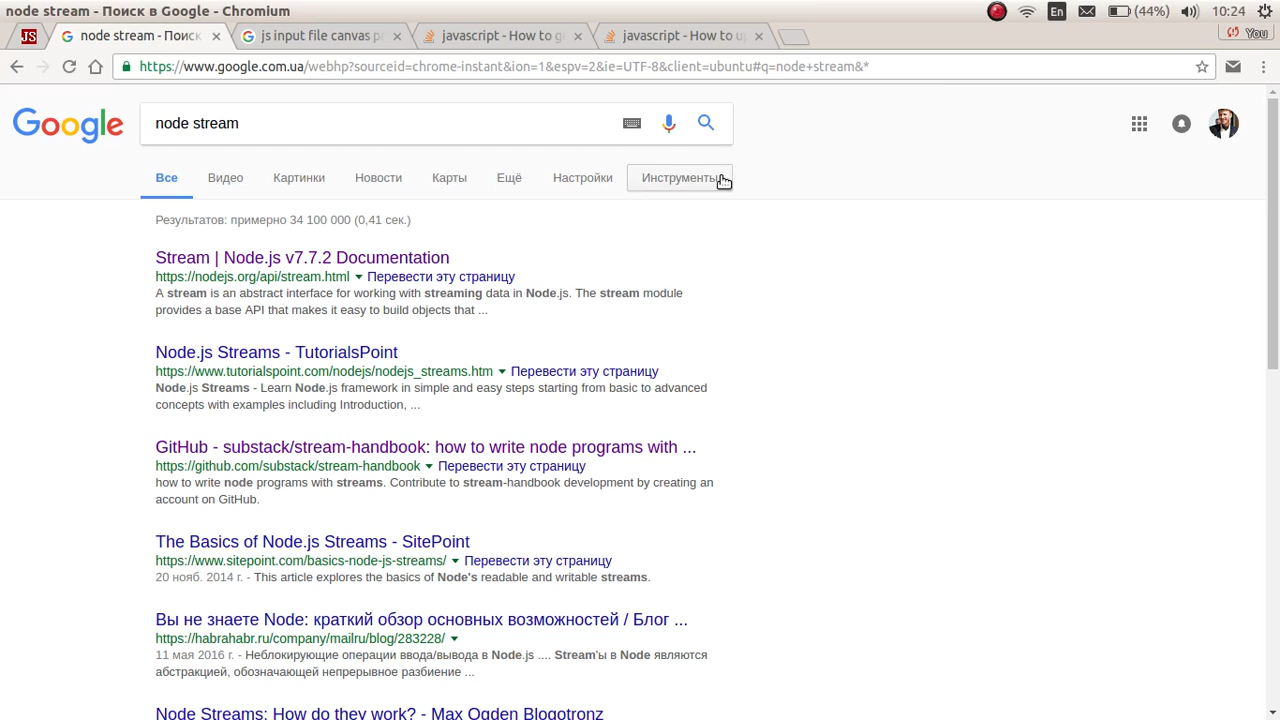 node stream - Поиск в Google - Chromium
En
(44%)
10:24
JS
node stream - Поиск
js input file canvas
javascript - How to g
javascript - How to u
You
https://www.google.com.ua/webhp?sourceid=chrome-instant&ion=1&espv=2&ie=UTF-8&client=ubuntu#q=node+stream&*
Google
node stream
Все Видео Картинки Новости Карты Ещё Настройки Инструменты
Результатов: примерно 34 100 000 (0,41 сек.)
Stream | Node.js v7.7.2 Documentation
https://nodejs.org/api/stream.html Перевести эту страницу
A stream is an abstract interface for working with streaming data in Node.js. The stream module
provides a base API that makes it easy to build objects that ...
Node.js Streams - TutorialsPoint
https://www.tutorialspoint.com/nodejs/nodejs_streams.htm Перевести эту страницу
Node.js Streams - Learn Node.js framework in simple and easy steps starting from basic to advanced
concepts with examples including Introduction, ...
GitHub - substack/stream-handbook: how to write node programs with ...
https://github.com/substack/stream-handbook Перевести эту страницу
how to write node programs with streams. Contribute to stream-handbook development by creating an
account on GitHub.
The Basics of Node.js Streams - SitePoint
https://www.sitepoint.com/basics-node-js-streams/ Перевести эту страницу
20 нояб. 2014 г. - This article explores the basics of Node's readable and writable streams.
Вы не знаете Node: краткий обзор основных возможностей / Блог ...
https://habrahabr.ru/company/mailru/blog/283228/
11 мая 2016 г. - Неблокирующие операции ввода/вывода в Node.js .... Stream'ы в Node являются
абстракцией, обозначающей непрерывное разбиение ...
Node Streams: How do they work? - Max Ogden Blogotronz